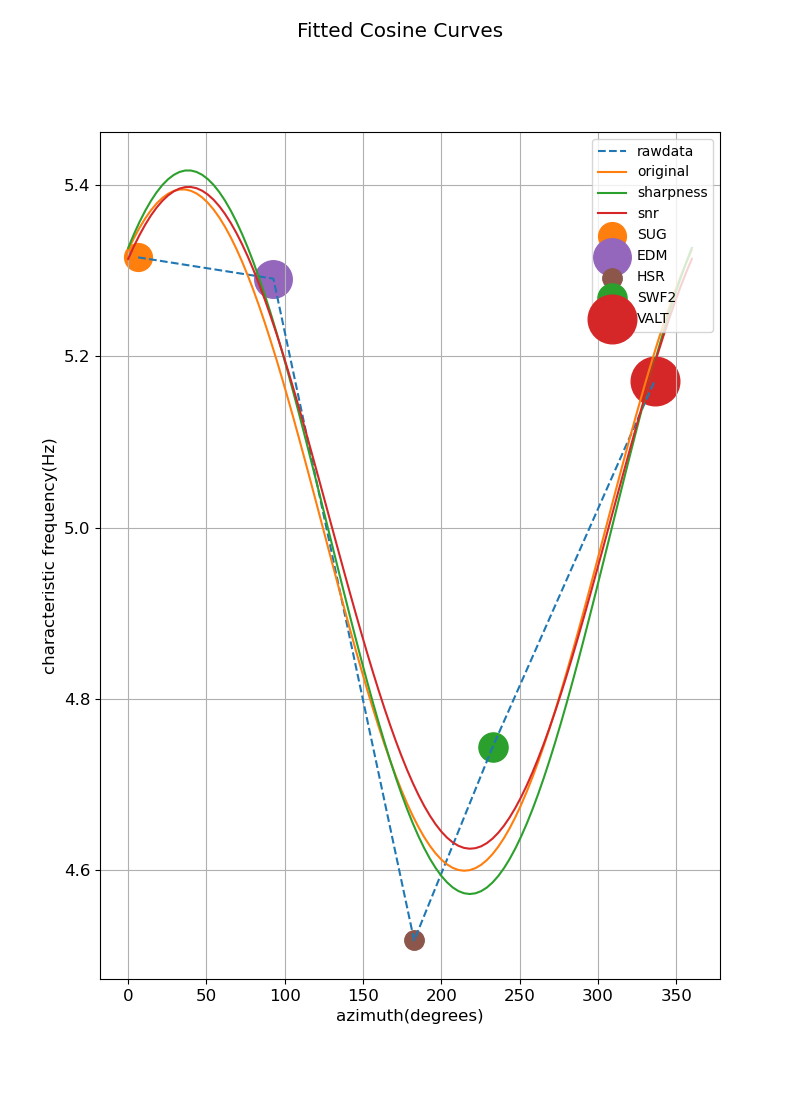 Fitted Cosine Curves
rawdata
original
sharpness
snr
SUG
EDM
HSR
SWF2
VALT
characteristic frequency(Hz)
5.4
5.2
5.0
4.8
4.6
0 50 100 150 200 250 300 350
azimuth(degrees)